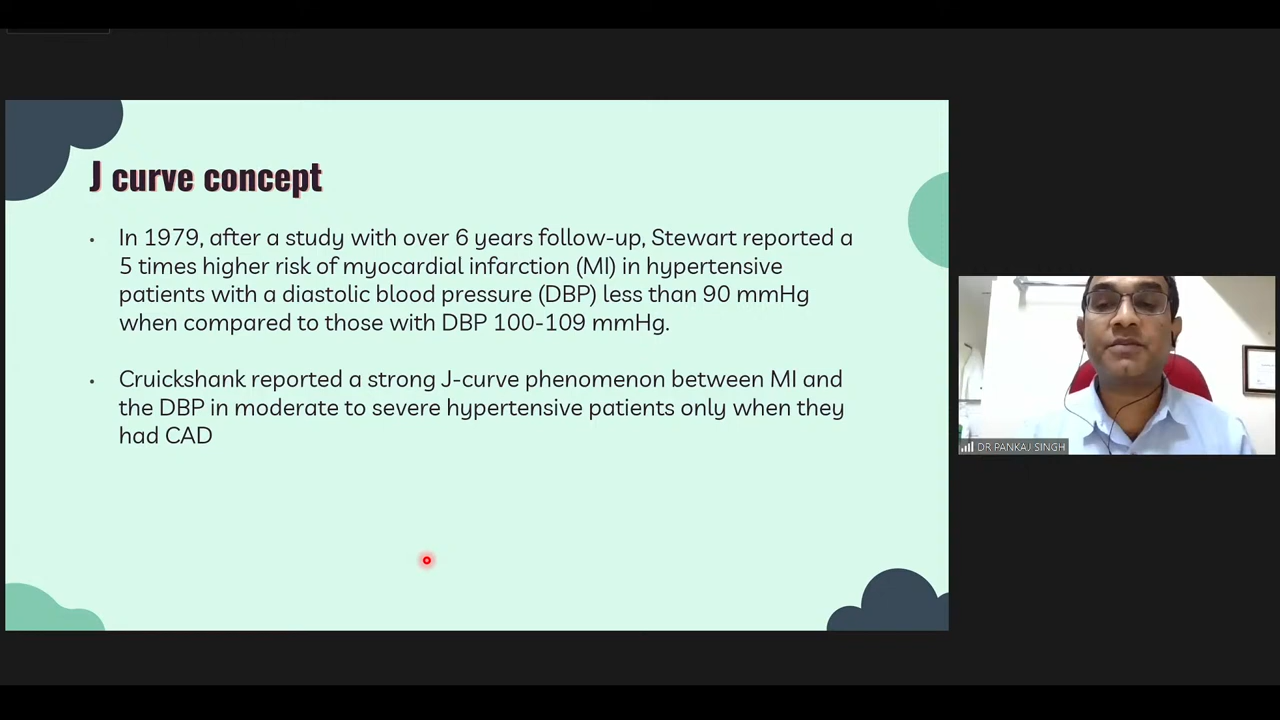 J curve concept
• In 1979, after a study with over 6 years follow-up, Stewart reported a
5 times higher risk of myocardial infarction (MI) in hypertensive
patients with a diastolic blood pressure (DBP) less than 90 mmHg
when compared to those with DBP 100-109 mmHg.
• Cruickshank reported a strong J-curve phenomenon between MI and
the DBP in moderate to severe hypertensive patients only when they
had CAD
DR PANKAJ SINGH